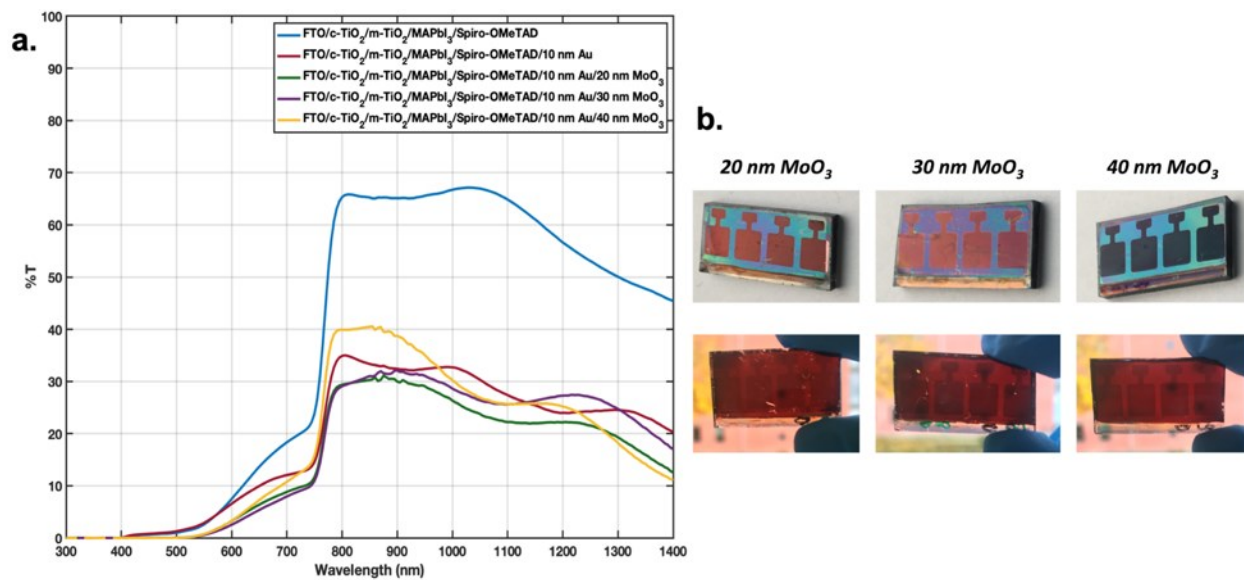 a.
FTO/c-TiO₂/m-TiO₂/MAPbI₃/Spiro-OMeTAD
FTO/c-TiO₂/m-TiO₂/MAPbI₃/Spiro-OMeTAD/10 nm Au
FTO/c-TiO₂/m-TiO₂/MAPbI₃/Spiro-OMeTAD/10 nm Au/20 nm MoO₃
FTO/c-TiO₂/m-TiO₂/MAPbI₃/Spiro-OMeTAD/10 nm Au/30 nm MoO₃
FTO/c-TiO₂/m-TiO₂/MAPbI₃/Spiro-OMeTAD/10 nm Au/40 nm MoO₃
100
90
80
70
60
50
40
30
20
10
0
%T
300 400 500 600 700 800 900 1000 1100 1200 1300 1400
Wavelength (nm)
b.
20 nm MoO₃ 30 nm MoO₃ 40 nm MoO₃